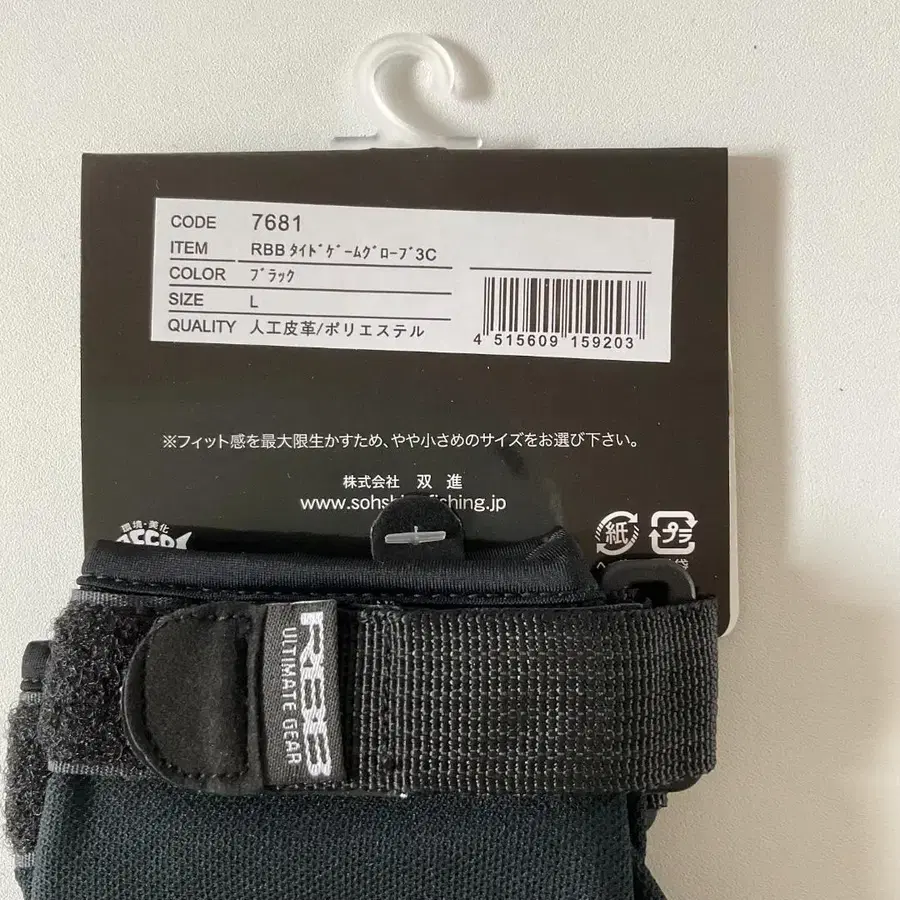 CODE 7681
ITEM RBB ﾀｲﾄﾞｹﾞｰﾑｸﾞﾛｰﾌﾞ3C
COLOR ﾌﾞﾗｯｸ
SIZE L
QUALITY 人工皮革/ポリエステル
4 515609 159203
※フィット感を最大限生かすため、やや小さめのサイズをお選び下さい。
株式会社 双進
環境・美化
紙
プラ
RBB
ULTIMATE GEAR